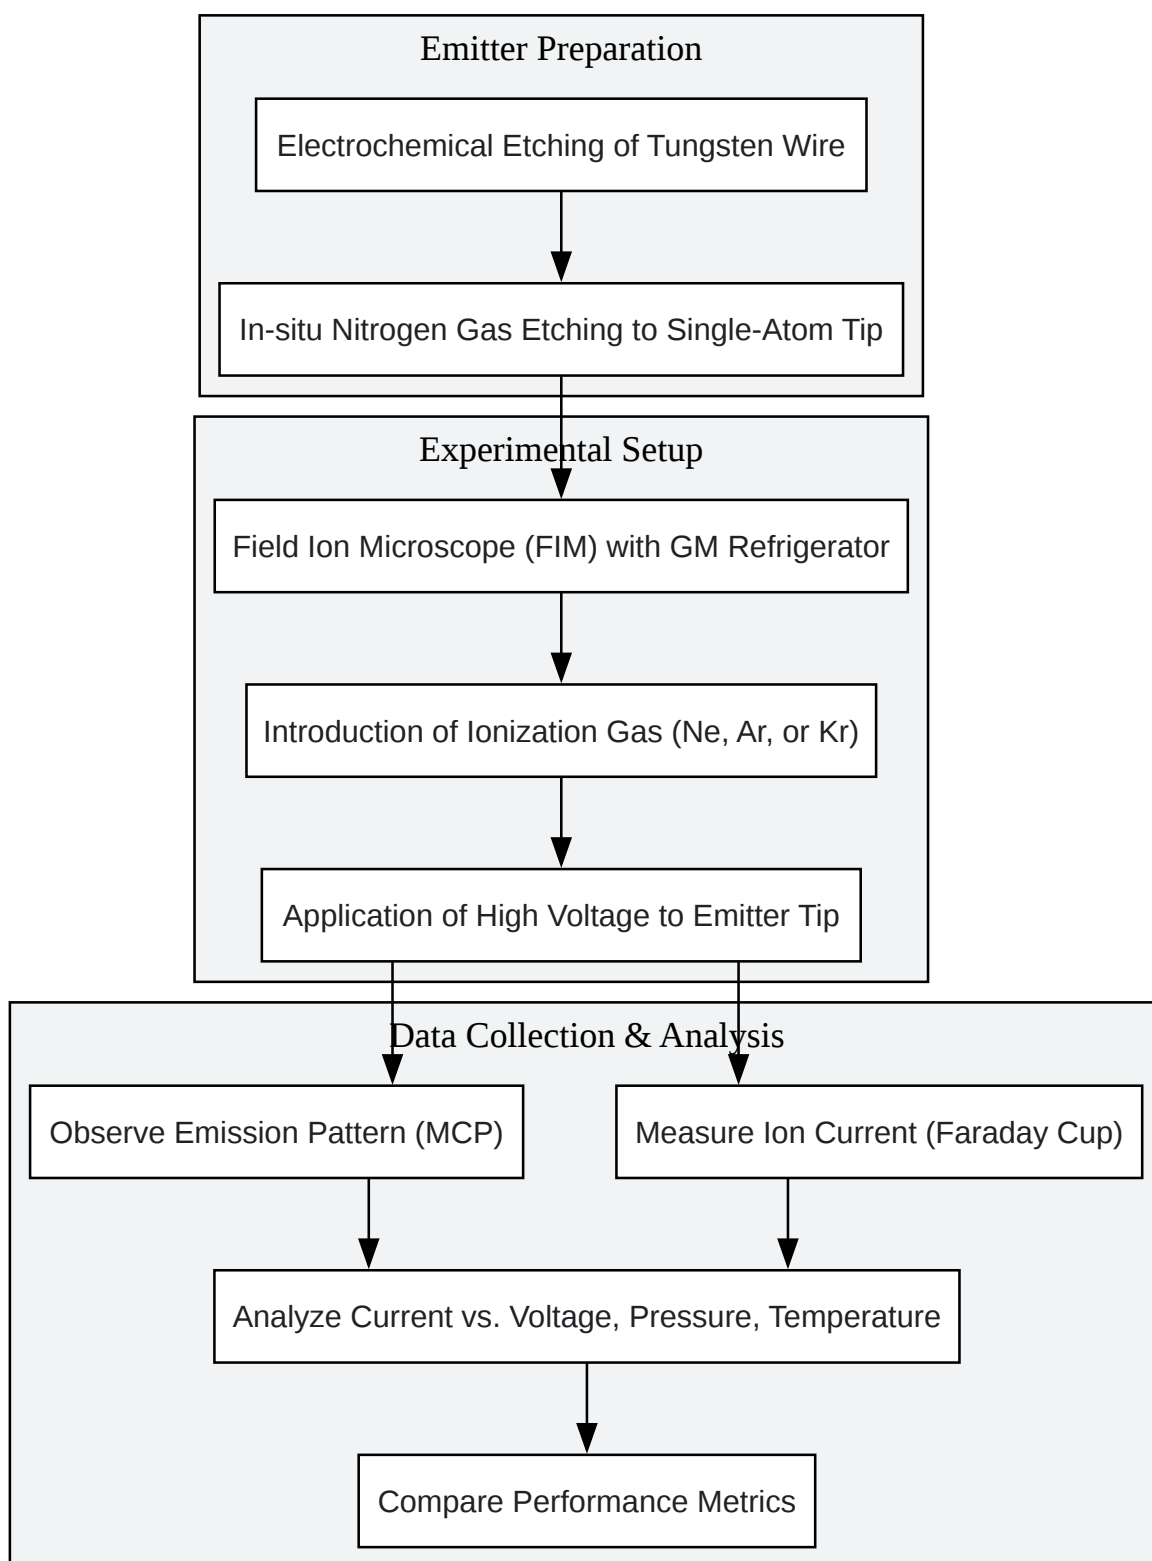 Emitter Preparation
Electrochemical Etching of Tungsten Wire
In-situ Nitrogen Gas Etching to Single-Atom Tip
Experimental Setup
Field Ion Microscope (FIM) with GM Refrigerator
Introduction of Ionization Gas (Ne, Ar, or Kr)
Application of High Voltage to Emitter Tip
Data Collection & Analysis
Observe Emission Pattern (MCP)
Measure Ion Current (Faraday Cup)
Analyze Current vs. Voltage, Pressure, Temperature
Compare Performance Metrics